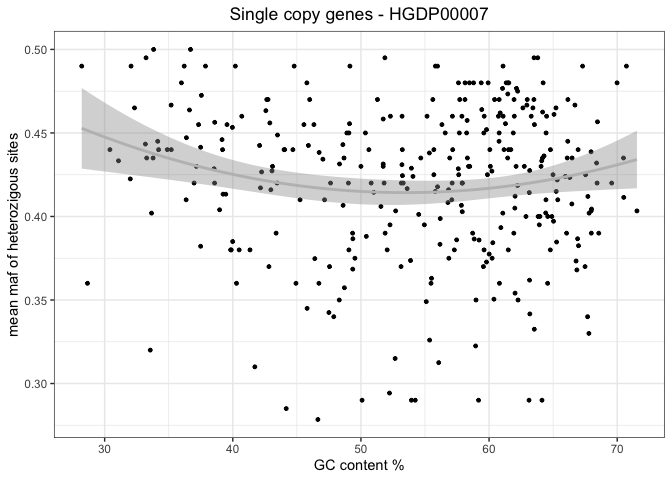 Single copy genes - HGDP00007
mean maf of heterozigous sites
0.50
0.45
0.40
0.35
0.30
30 40 50 60 70
GC content %